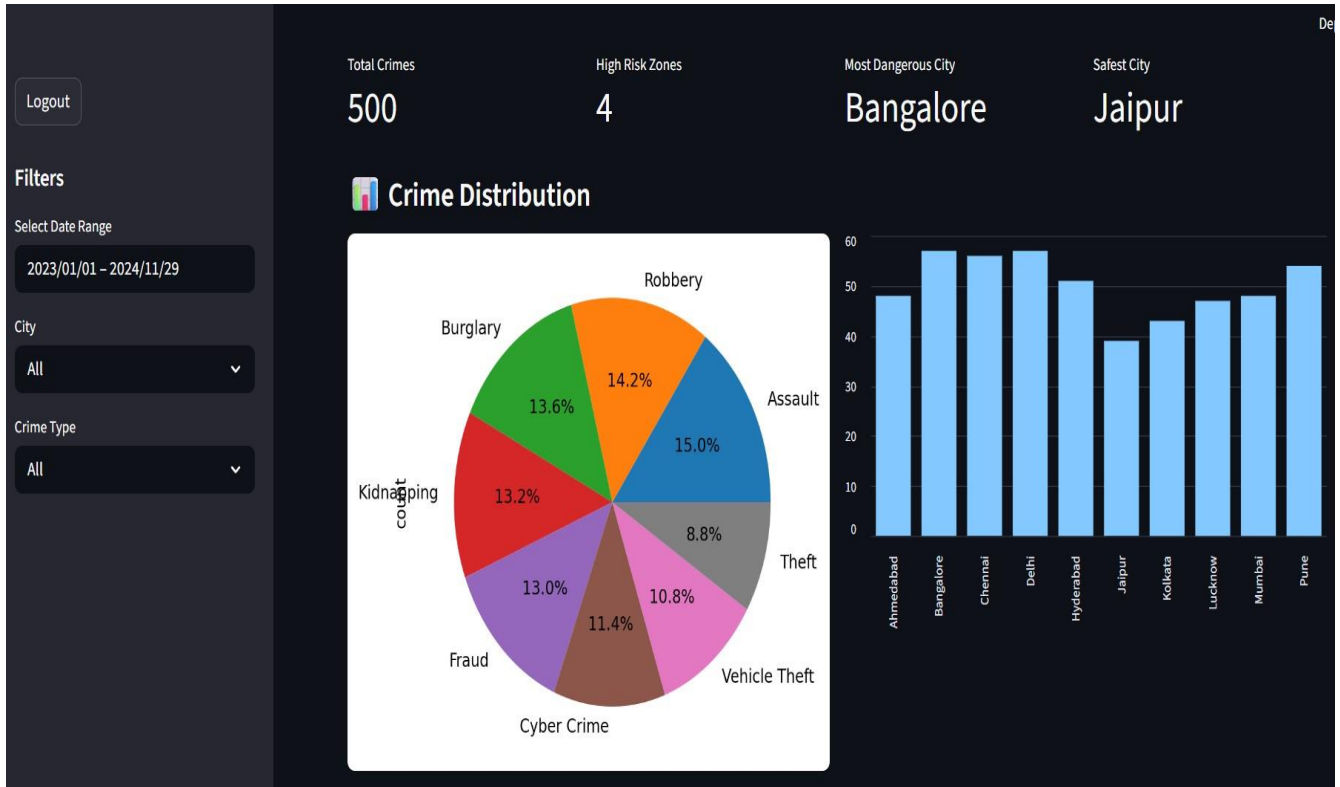 Dep
Logout
Filters
Select Date Range
2023/01/01 – 2024/11/29
City
All
Crime Type
All
Total Crimes
500
High Risk Zones
4
Most Dangerous City
Bangalore
Safest City
Jaipur
📊 Crime Distribution
Robbery
Burglary
Assault
Kidnapping
count
Fraud
Cyber Crime
Vehicle Theft
Theft
14.2%
13.6%
15.0%
13.2%
8.8%
13.0%
10.8%
11.4%
60
50
40
30
20
10
0
Ahmedabad
Bangalore
Chennai
Delhi
Hyderabad
Jaipur
Kolkata
Lucknow
Mumbai
Pune